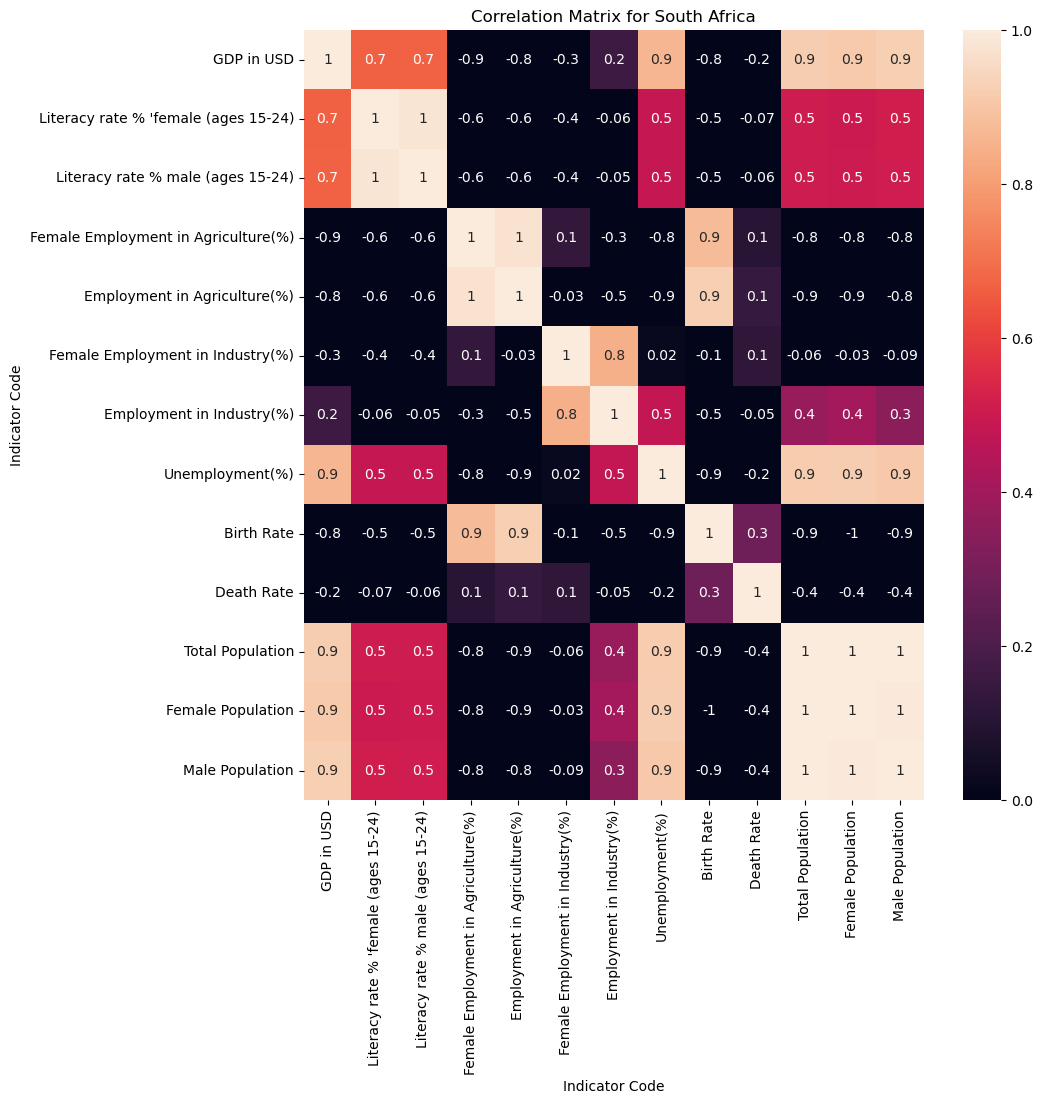 Correlation Matrix for South Africa
GDP in USD 1 0.7 0.7 -0.9 -0.8 -0.3 0.2 0.9 -0.8 -0.2 0.9 0.9 0.9
Literacy rate % 'female (ages 15-24) 0.7 1 1 -0.6 -0.6 -0.4 -0.06 0.5 -0.5 -0.07 0.5 0.5 0.5
Literacy rate % male (ages 15-24) 0.7 1 1 -0.6 -0.6 -0.4 -0.05 0.5 -0.5 -0.06 0.5 0.5 0.5
Female Employment in Agriculture(%) -0.9 -0.6 -0.6 1 1 0.1 -0.3 -0.8 0.9 0.1 -0.8 -0.8 -0.8
Employment in Agriculture(%) -0.8 -0.6 -0.6 1 1 -0.03 -0.5 -0.9 0.9 0.1 -0.9 -0.9 -0.8
Female Employment in Industry(%) -0.3 -0.4 -0.4 0.1 -0.03 1 0.8 0.02 -0.1 0.1 -0.06 -0.03 -0.09
Employment in Industry(%) 0.2 -0.06 -0.05 -0.3 -0.5 0.8 1 0.5 -0.5 -0.05 0.4 0.4 0.3
Unemployment(%) 0.9 0.5 0.5 -0.8 -0.9 0.02 0.5 1 -0.9 -0.2 0.9 0.9 0.9
Birth Rate -0.8 -0.5 -0.5 0.9 0.9 -0.1 -0.5 -0.9 1 0.3 -0.9 -1 -0.9
Death Rate -0.2 -0.07 -0.06 0.1 0.1 0.1 -0.05 -0.2 0.3 1 -0.4 -0.4 -0.4
Total Population 0.9 0.5 0.5 -0.8 -0.9 -0.06 0.4 0.9 -0.9 -0.4 1 1 1
Female Population 0.9 0.5 0.5 -0.8 -0.9 -0.03 0.4 0.9 -1 -0.4 1 1 1
Male Population 0.9 0.5 0.5 -0.8 -0.8 -0.09 0.3 0.9 -0.9 -0.4 1 1 1
Indicator Code
GDP in USD
Literacy rate % 'female (ages 15-24)
Literacy rate % male (ages 15-24)
Female Employment in Agriculture(%)
Employment in Agriculture(%)
Female Employment in Industry(%)
Employment in Industry(%)
Unemployment(%)
Birth Rate
Death Rate
Total Population
Female Population
Male Population
Indicator Code
1.0
0.8
0.6
0.4
0.2
0.0